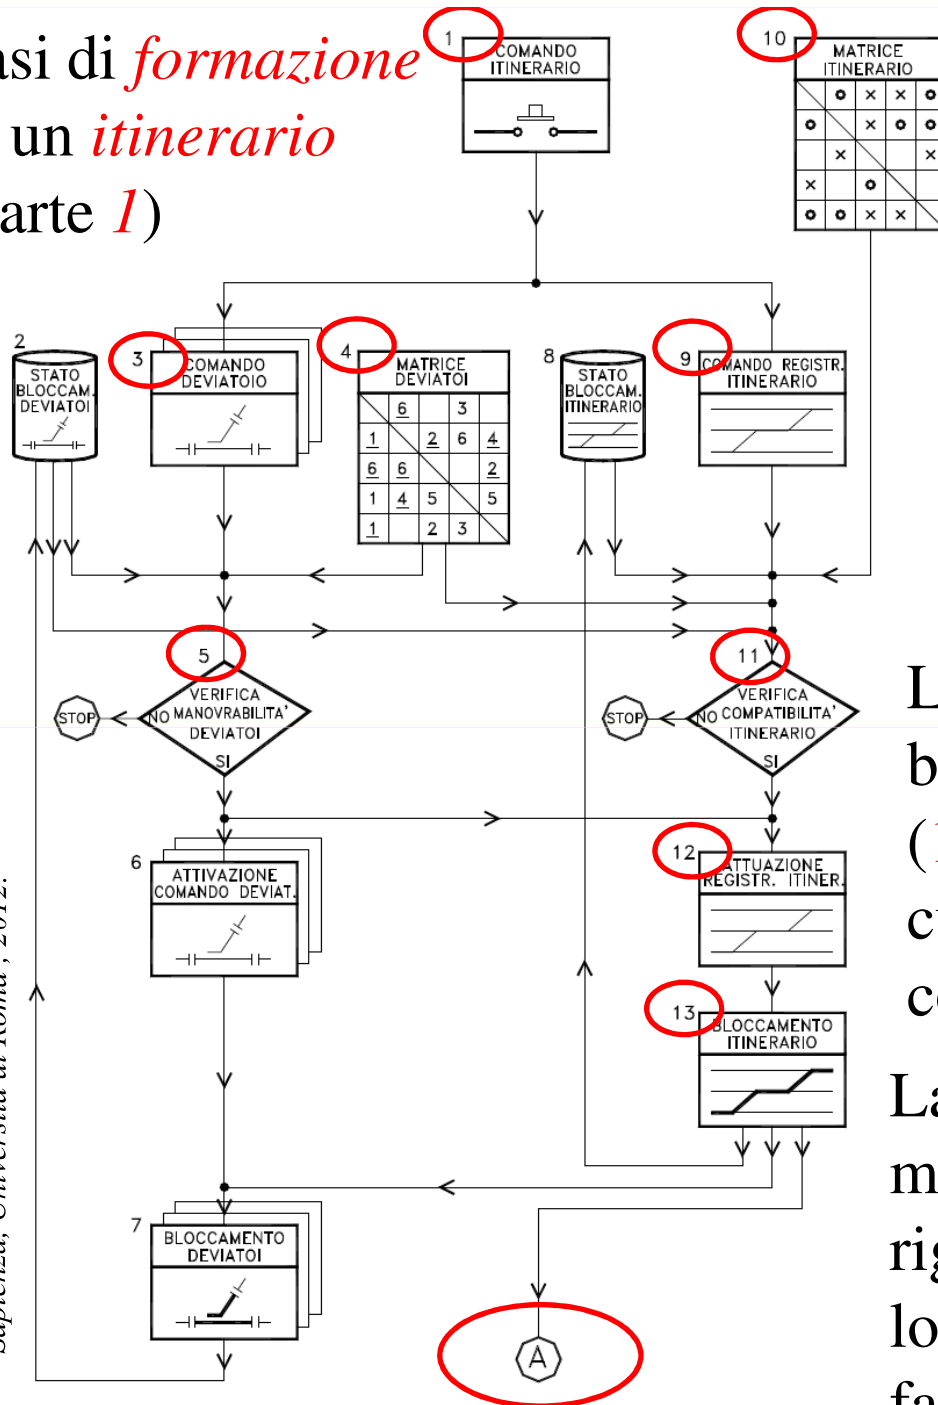 asi di formazione
un itinerario
arte 1)
1
COMANDO
ITINERARIO
10
MATRICE
ITINERARIO
2
STATO
BLOCCAM.
DEVIATOI
3
COMANDO
DEVIATOIO
4
MATRICE
DEVIATOI
6 3
1 2 6 4
6 6 2
1 4 5 5
1 2 3
8
STATO
BLOCCAM.
ITINERARIO
9
COMANDO REGISTR.
ITINERARIO
5
VERIFICA
NO MANOVRABILITA'
DEVIATOI
SI
STOP
11
VERIFICA
NO COMPATIBILITA'
ITINERARIO
SI
STOP
6
ATTIVAZIONE
COMANDO DEVIAT.
12
ATTUAZIONE
REGISTR. ITINER.
13
BLOCCAMENTO
ITINERARIO
7
BLOCCAMENTO
DEVIATOI
A
L
b
(
c
co
La
m
rig
lo
fa
Sapienza, Università di Roma", 2012.